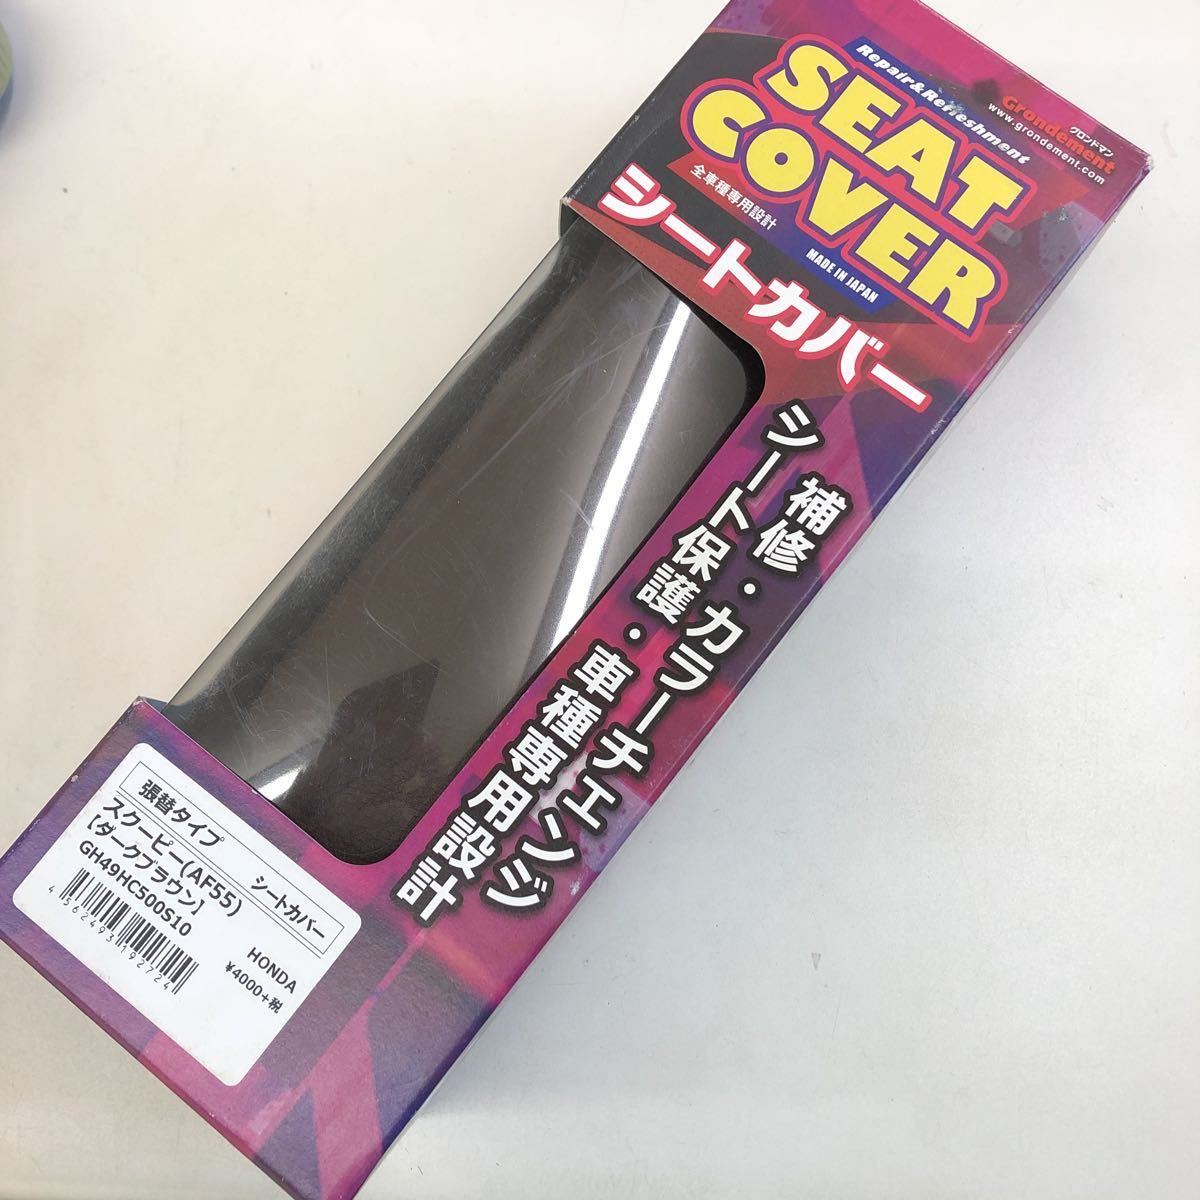 Repair&Refleshment
Grondement
グロンドマン
www.grondement.com
SEAT
COVER
全車種専用設計
MADE IN JAPAN
シートカバー
補修・カラーチェンジ
シート保護・車種専用設計
張替タイプ シートカバー
スクーピー(AF55)
【ダークブラウン】
GH49HC500S10
HONDA
¥4000+税
4562493192724